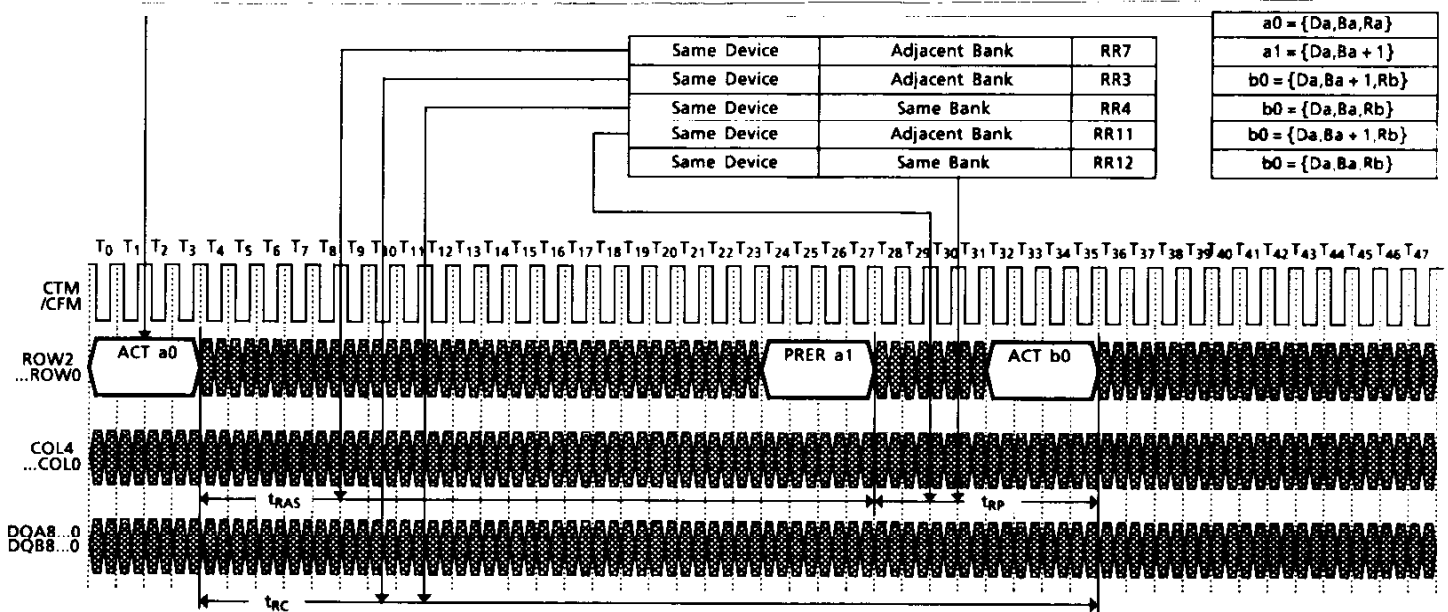 a0 = {Da,Ba,Ra}
Same Device Adjacent Bank RR7 a1 = {Da,Ba + 1}
Same Device Adjacent Bank RR3 b0 = {Da,Ba + 1,Rb}
Same Device Same Bank RR4 b0 = {Da,Ba,Rb}
Same Device Adjacent Bank RR11 b0 = {Da,Ba + 1,Rb}
Same Device Same Bank RR12 b0 = {Da,Ba,Rb}
T0 T1 T2 T3 T4 T5 T6 T7 T8 T9 T10 T11 T12 T13 T14 T15 T16 T17 T18 T19 T20 T21 T22 T23 T24 T25 T26 T27 T28 T29 T30 T31 T32 T33 T34 T35 T36 T37 T38 T39 T40 T41 T42 T43 T44 T45 T46 T47
CTM
/CFM
ROW2
...ROW0
ACT a0 PRER a1 ACT b0
COL4
...COL0
tRAS tRP
DQA8...0
DQB8...0
tRC